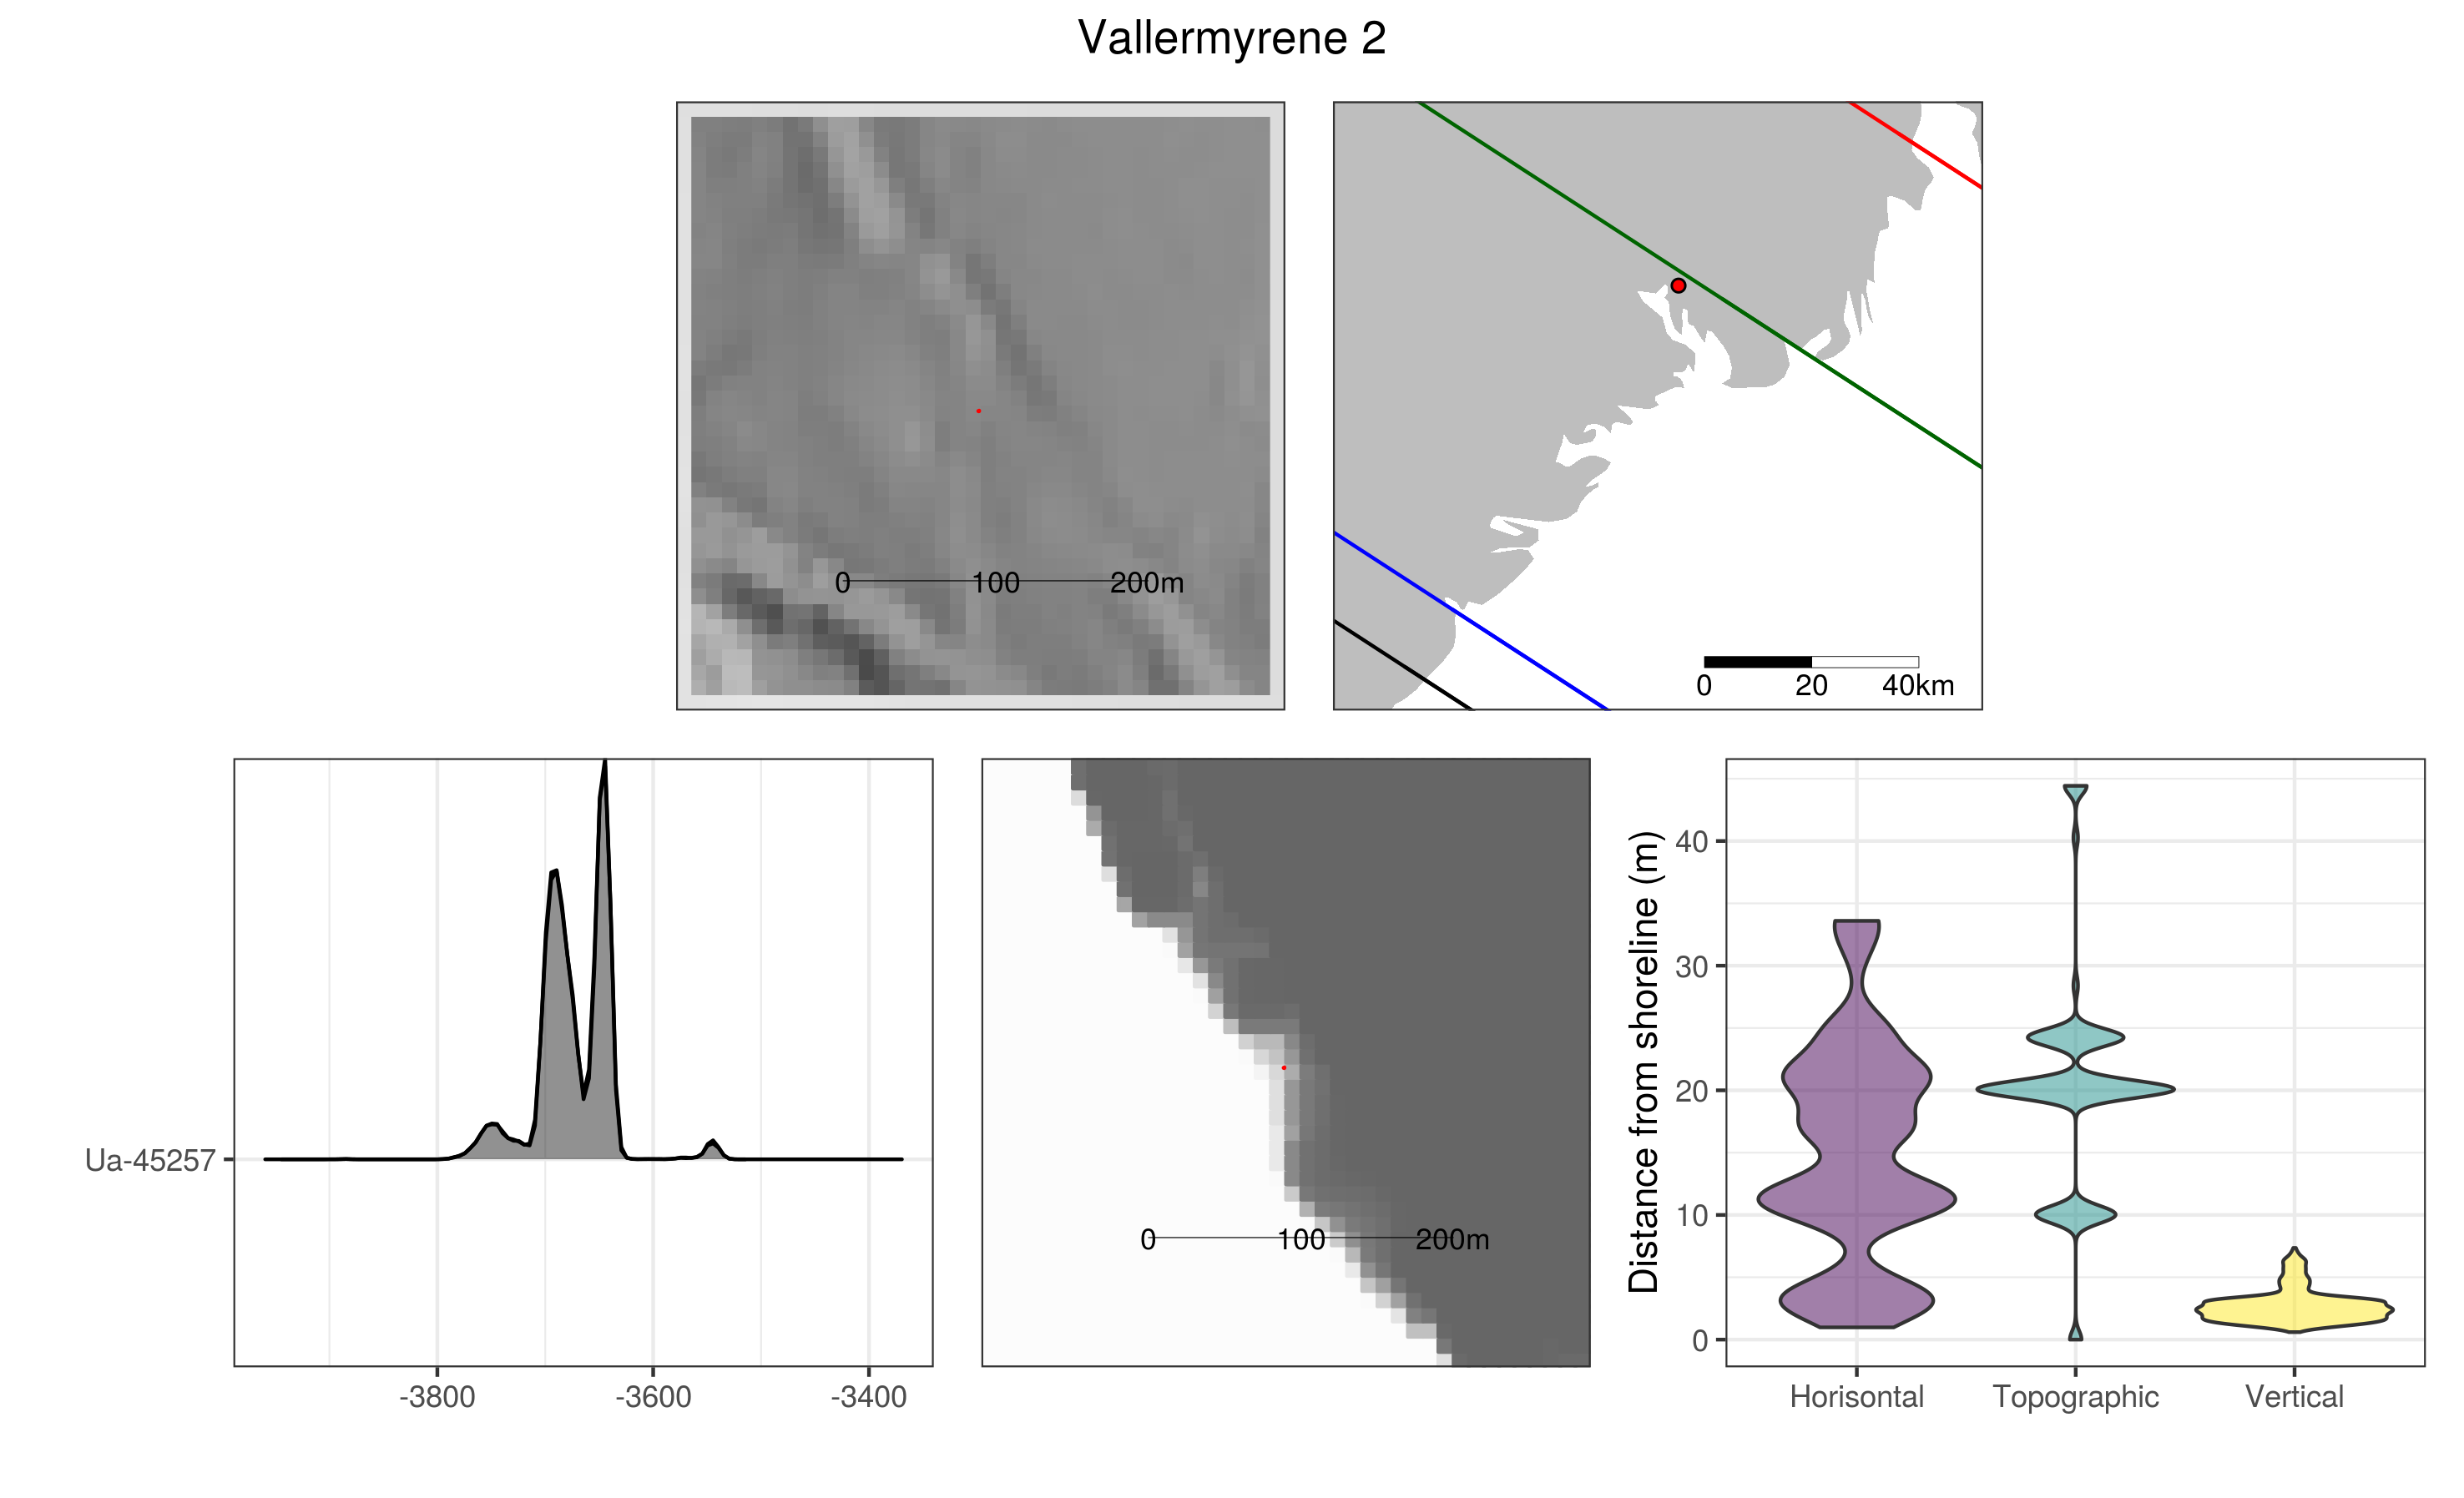 Vallermyrene 2
0 100 200m
0 20 40km
Ua-45257
-3800 -3600 -3400
0 100 200m
Distance from shoreline (m)
40
30
20
10
0
Horisontal Topographic Vertical